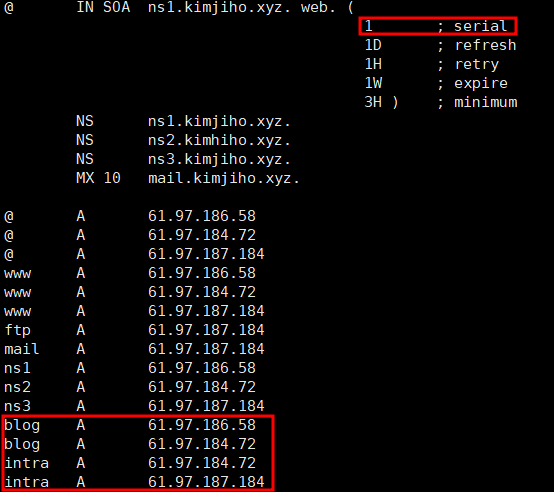 @ IN SOA ns1.kimjiho.xyz. web. (
1 ; serial
1D ; refresh
1H ; retry
1W ; expire
3H ) ; minimum
NS ns1.kimjiho.xyz.
NS ns2.kimhiho.xyz.
NS ns3.kimjiho.xyz.
MX 10 mail.kimjiho.xyz.
@ A 61.97.186.58
@ A 61.97.184.72
@ A 61.97.187.184
www A 61.97.186.58
www A 61.97.184.72
www A 61.97.187.184
ftp A 61.97.187.184
mail A 61.97.187.184
ns1 A 61.97.186.58
ns2 A 61.97.184.72
ns3 A 61.97.187.184
blog A 61.97.186.58
blog A 61.97.184.72
intra A 61.97.184.72
intra A 61.97.187.184